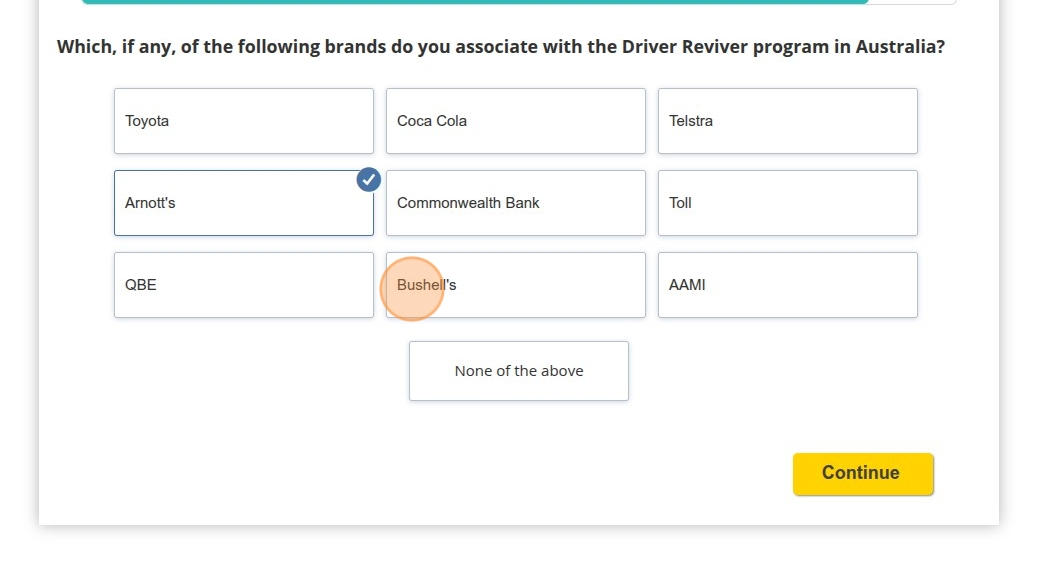 Which, if any, of the following brands do you associate with the Driver Reviver program in Australia?
Toyota
Coca Cola
Telstra
Arnott's
Commonwealth Bank
Toll
QBE
Bushell's
AAMI
None of the above
Continue